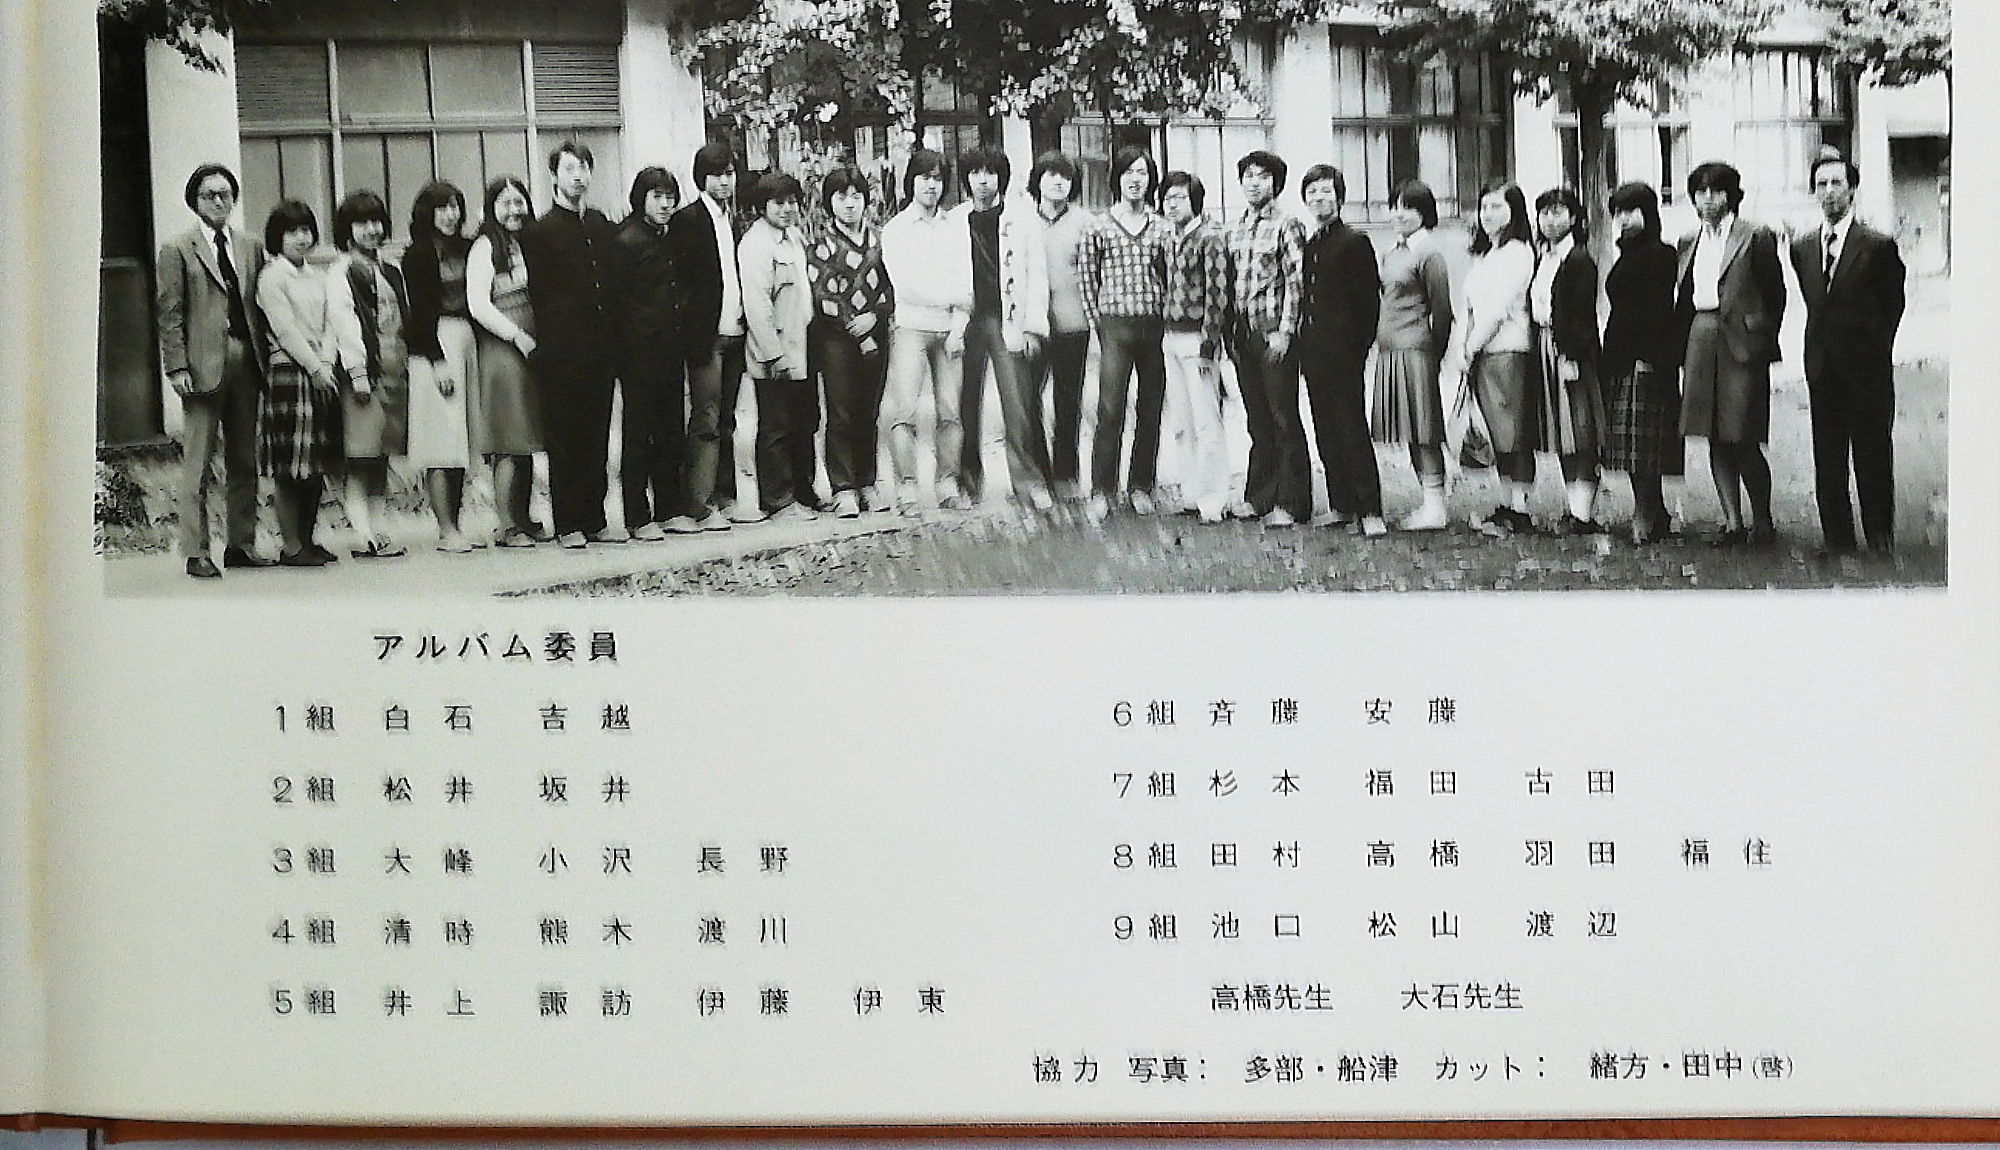 アルバム委員
1組 白石 吉越
2組 松井 坂井
3組 大峰 小沢 長野
4組 清時 熊木 渡川
5組 井上 諏訪 伊藤 伊東
6組 斉藤 安藤
7組 杉本 福田 古田
8組 田村 高橋 羽田 福住
9組 池口 松山 渡辺
高橋先生 大石先生
協力 写真: 多部・船津 カット: 緒方・田中(啓)